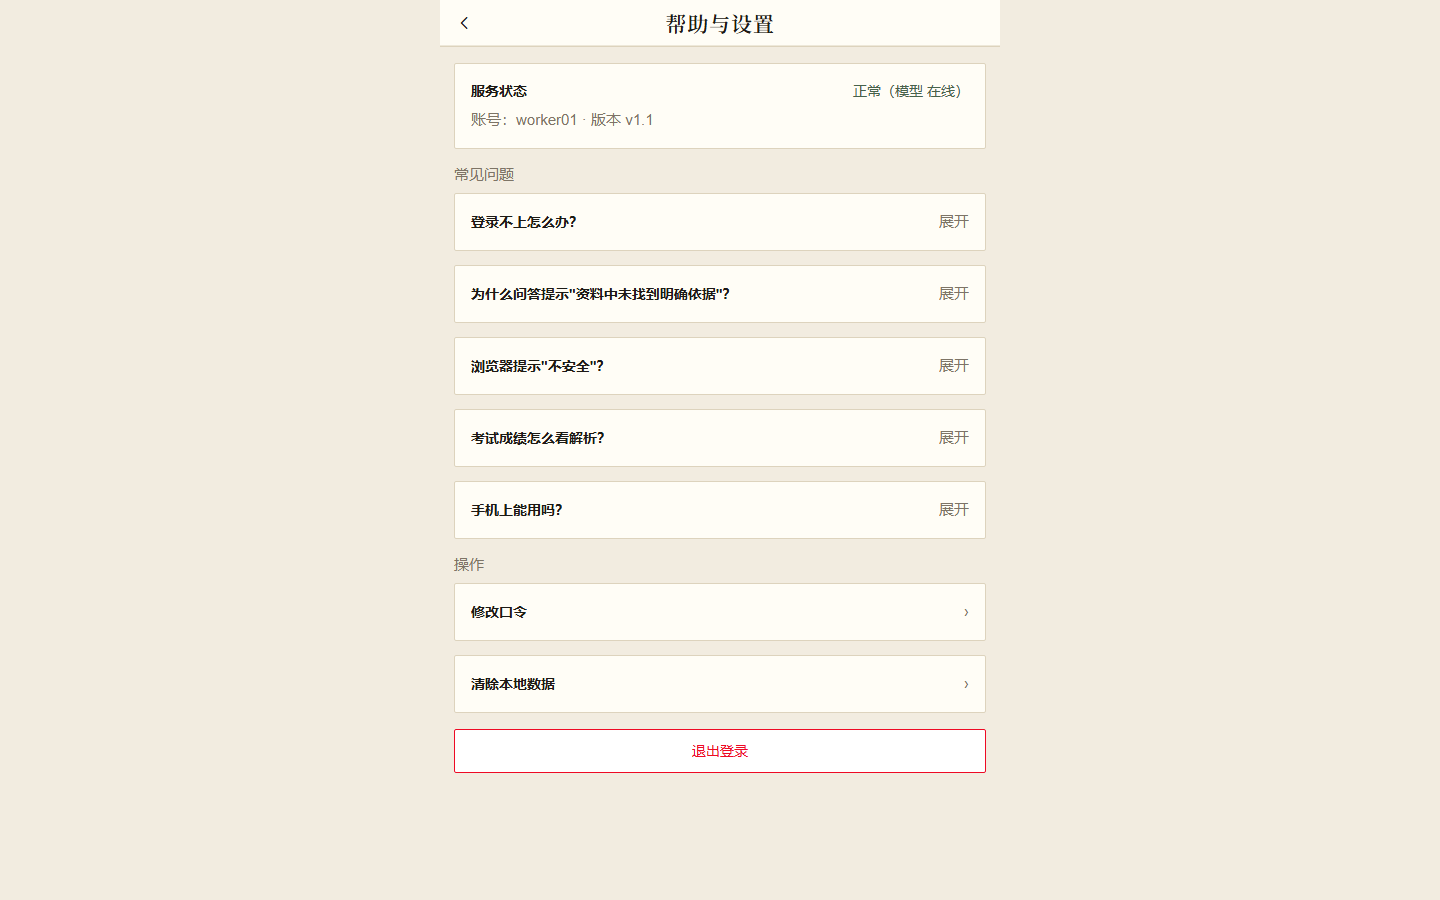 帮助与设置
服务状态 正常（模型 在线）
账号：worker01 · 版本 v1.1
常见问题
登录不上怎么办？ 展开
为什么问答提示"资料中未找到明确依据"？ 展开
浏览器提示"不安全"？ 展开
考试成绩怎么看解析？ 展开
手机上能用吗？ 展开
操作
修改口令 ›
清除本地数据 ›
退出登录